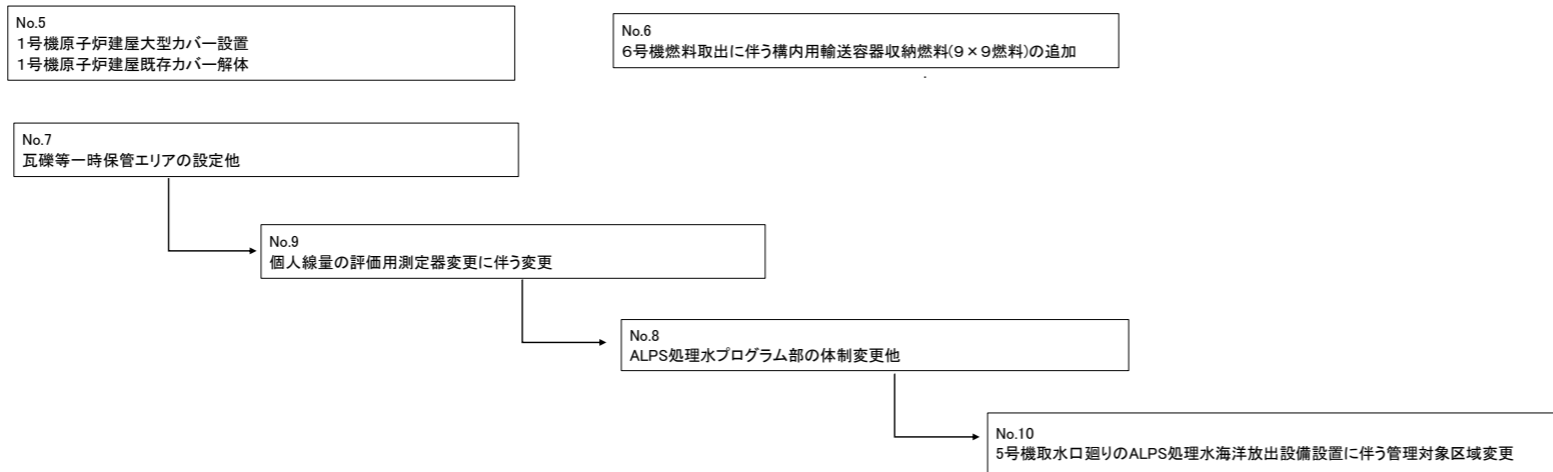 No.5
1号機原子炉建屋大型カバー設置
1号機原子炉建屋既存カバー解体
No.6
6号機燃料取出に伴う構内用輸送容器収納燃料(9×9燃料)の追加
No.7
瓦礫等一時保管エリアの設定他
No.9
個人線量の評価用測定器変更に伴う変更
No.8
ALPS処理水プログラム部の体制変更他
No.10
5号機取水口廻りのALPS処理水海洋放出設備設置に伴う管理対象区域変更